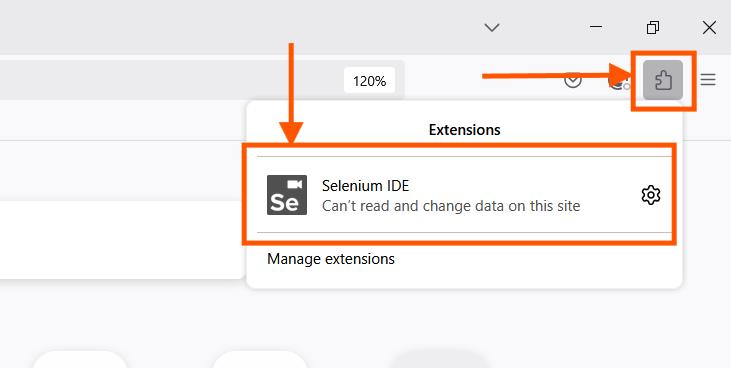 120%
Extensions
Se
Selenium IDE
Can't read and change data on this site
Manage extensions